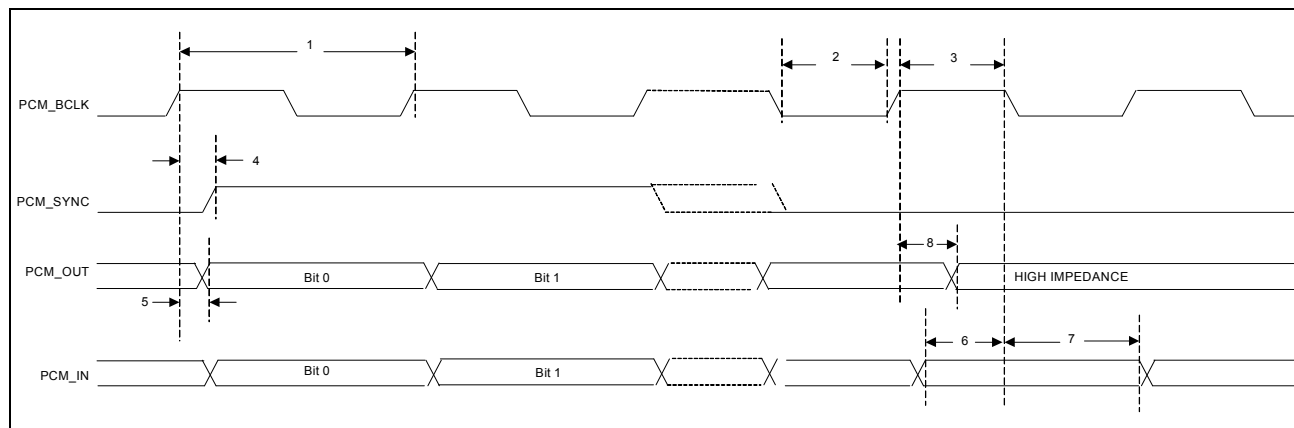 1
2
3
PCM_BCLK
4
PCM_SYNC
8
PCM_OUT
Bit 0
Bit 1
HIGH IMPEDANCE
5
6
7
PCM_IN
Bit 0
Bit 1